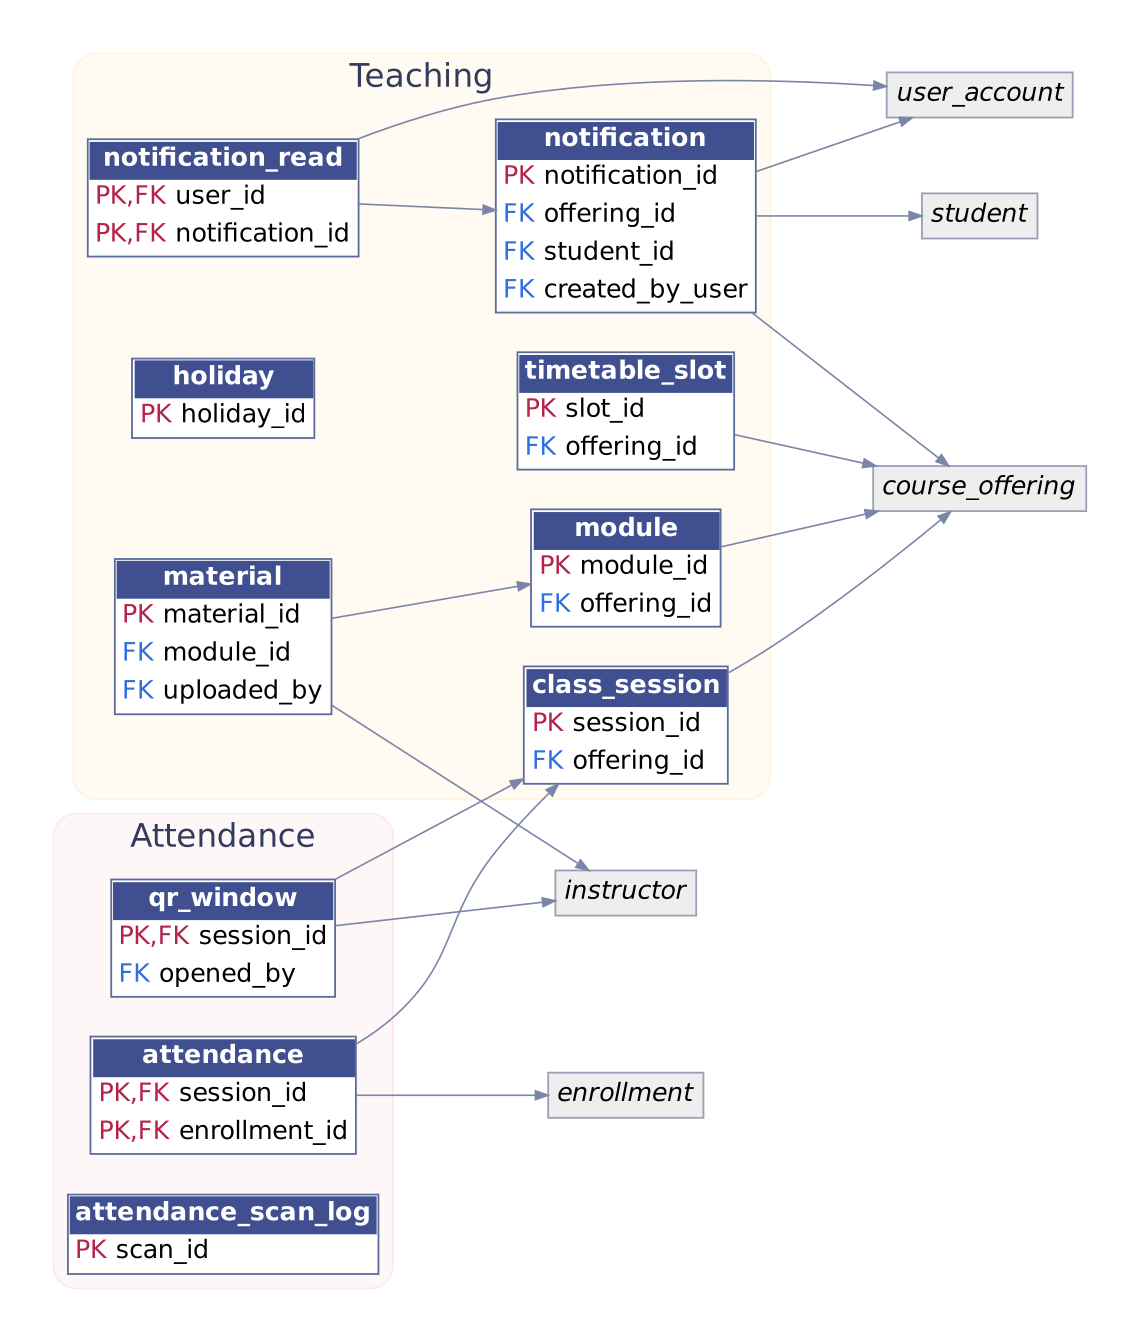 Teaching
notification_read
PK,FK user_id
PK,FK notification_id
notification
PK notification_id
FK offering_id
FK student_id
FK created_by_user
user_account
student
holiday
PK holiday_id
timetable_slot
PK slot_id
FK offering_id
course_offering
material
PK material_id
FK module_id
FK uploaded_by
module
PK module_id
FK offering_id
class_session
PK session_id
FK offering_id
Attendance
qr_window
PK,FK session_id
FK opened_by
instructor
attendance
PK,FK session_id
PK,FK enrollment_id
enrollment
attendance_scan_log
PK scan_id